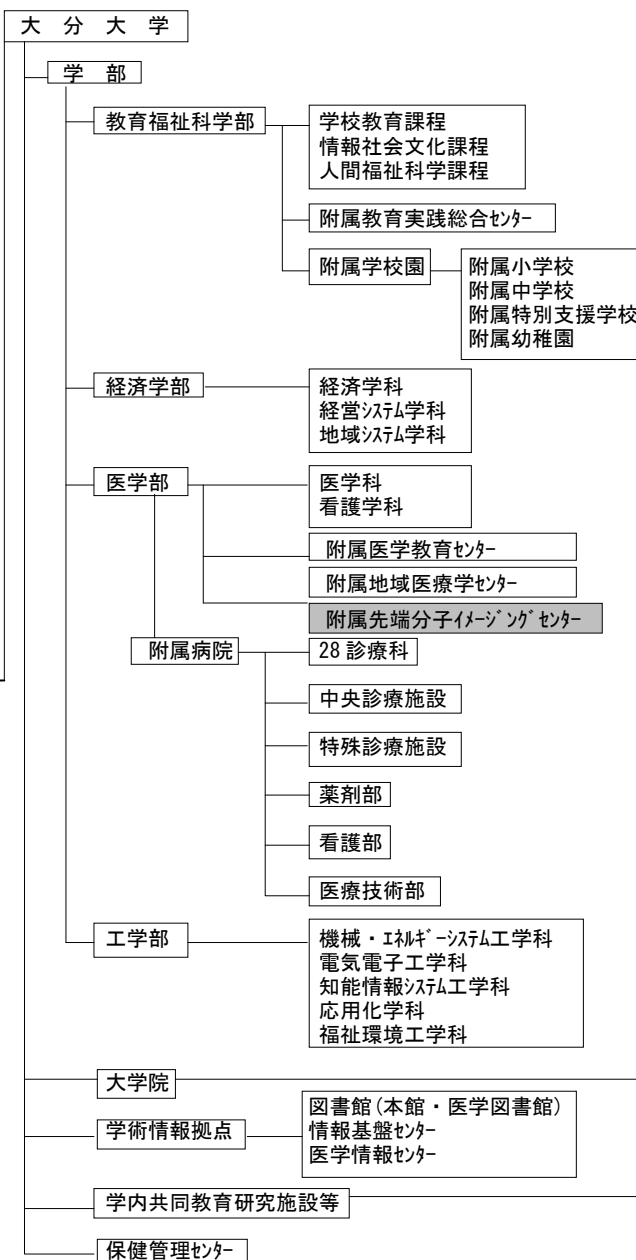 大 分 大 学
学 部
教育福祉科学部
学校教育課程
情報社会文化課程
人間福祉科学課程
附属教育実践総合ｾﾝﾀｰ
附属学校園
附属小学校
附属中学校
附属特別支援学校
附属幼稚園
経済学部
経済学科
経営ｼｽﾃﾑ学科
地域ｼｽﾃﾑ学科
医学部
医学科
看護学科
附属医学教育ｾﾝﾀｰ
附属地域医療学ｾﾝﾀｰ
附属先端分子ｲﾒｰｼﾞﾝｸﾞｾﾝﾀｰ
附属病院
28 診療科
中央診療施設
特殊診療施設
薬剤部
看護部
医療技術部
工学部
機械・ｴﾈﾙｷﾞｰｼｽﾃﾑ工学科
電気電子工学科
知能情報ｼｽﾃﾑ工学科
応用化学科
福祉環境工学科
大学院
学術情報拠点
図書館(本館・医学図書館)
情報基盤ｾﾝﾀｰ
医学情報ｾﾝﾀｰ
学内共同教育研究施設等
保健管理ｾﾝﾀｰ